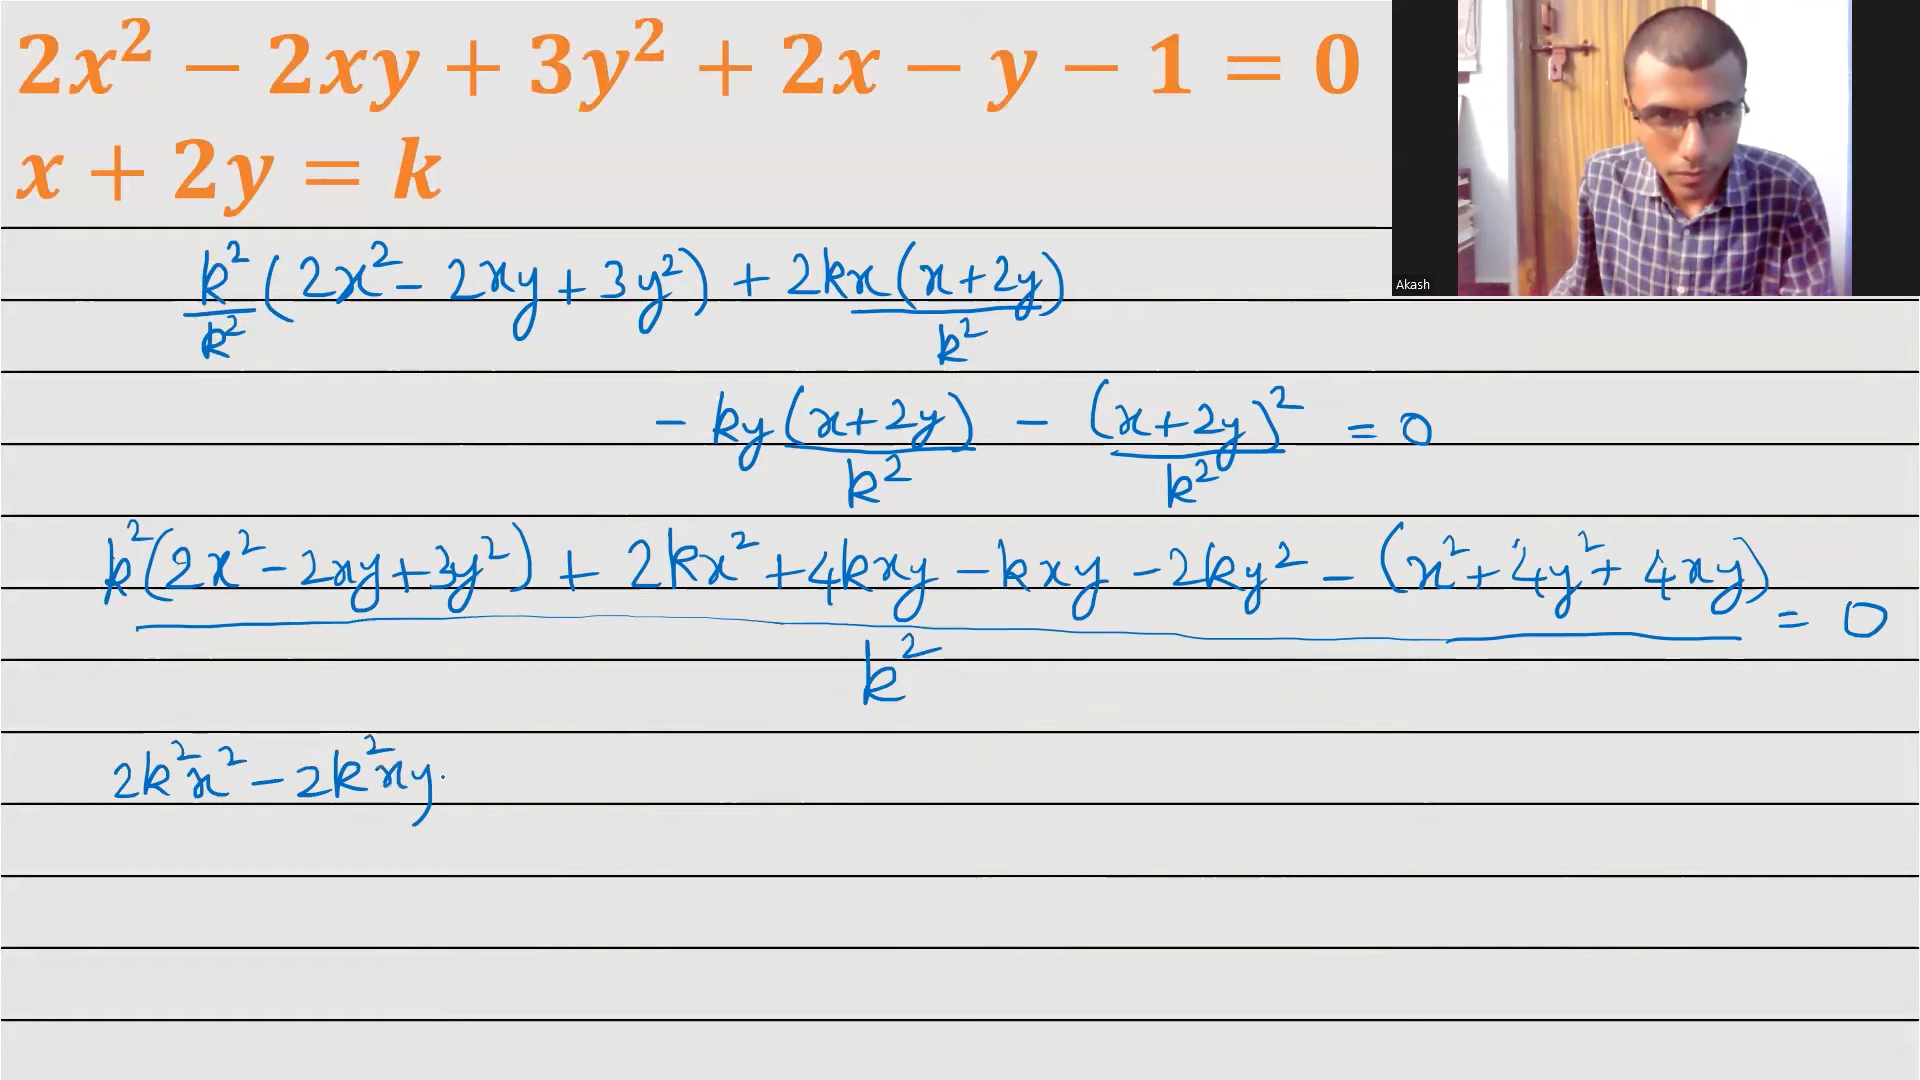 2x² − 2xy + 3y² + 2x − y − 1 = 0
x + 2y = k
Akash
k²/k² (2x² − 2xy + 3y²) + 2kx(x+2y)/k²
− ky(x+2y)/k² − (x+2y)²/k² = 0
k²(2x² − 2xy + 3y²) + 2kx² + 4kxy − kxy − 2ky² − (x² + 4y² + 4xy)/k² = 0
2k²x² − 2k²xy